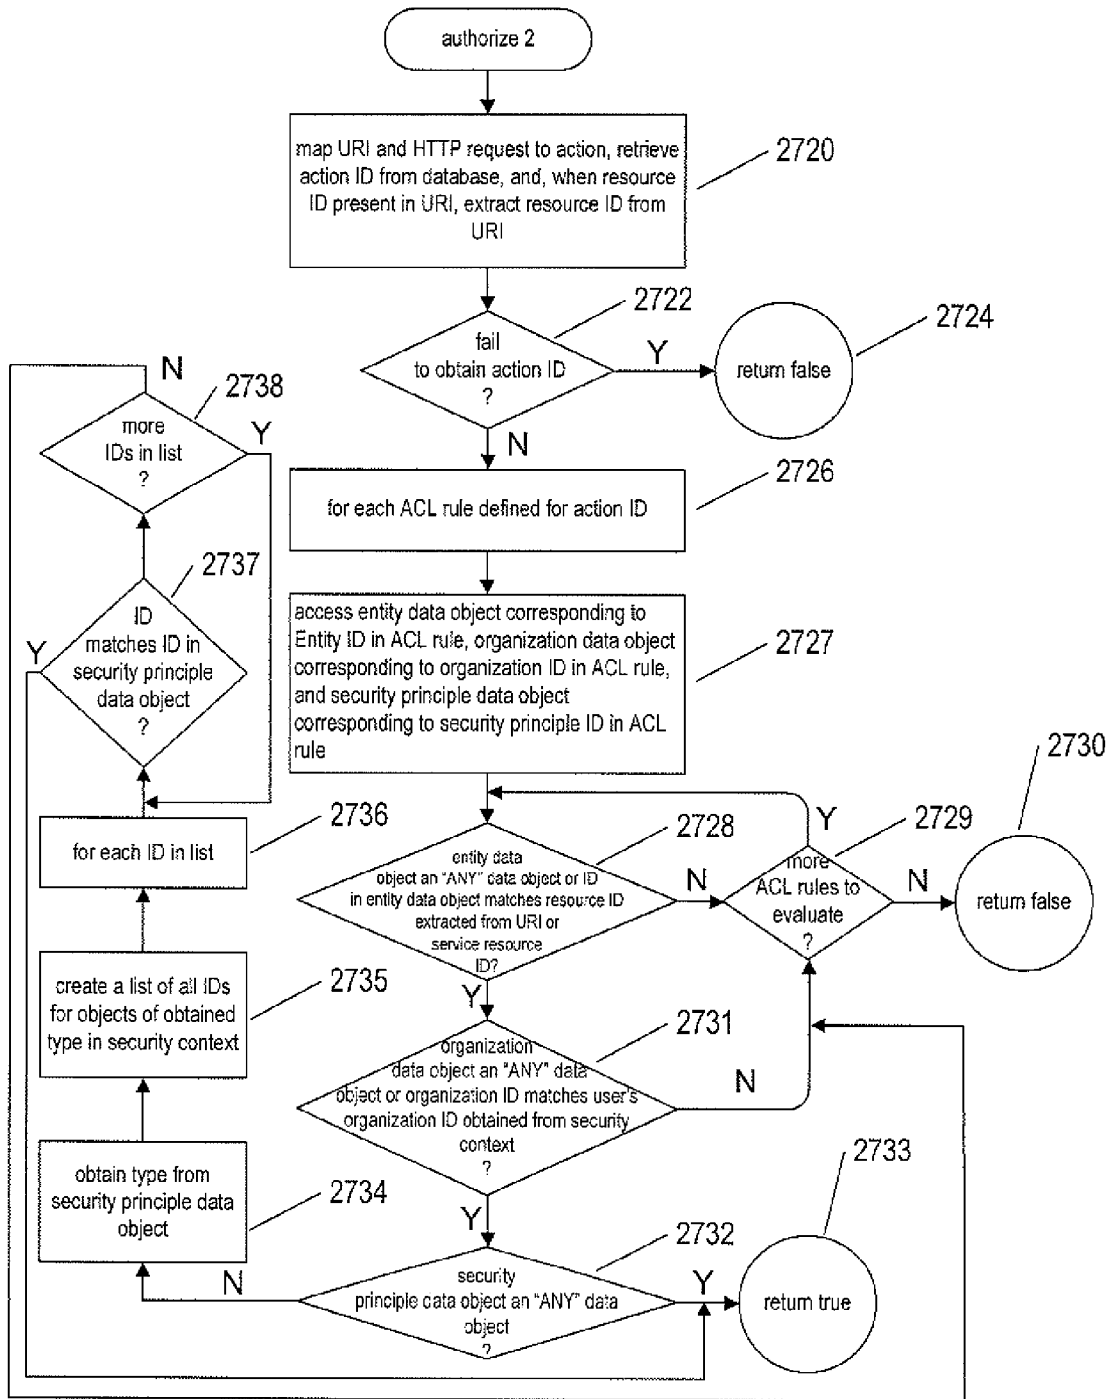 authorize 2
map URI and HTTP request to action, retrieve
action ID from database, and, when resource
ID present in URI, extract resource ID from
URI
2720
fail
to obtain action ID
?
2722
Y
return false
2724
N
for each ACL rule defined for action ID
2726
access entity data object corresponding to
Entity ID in ACL rule, organization data object
corresponding to organization ID in ACL rule,
and security principle data object
corresponding to security principle ID in ACL
rule
2727
entity data
object an "ANY" data object or ID
in entity data object matches resource ID
extracted from URI or
service resource
ID?
2728
N
Y
more
ACL rules to
evaluate
?
2729
Y
N
return false
2730
organization
data object an "ANY" data
object or organization ID matches user's
organization ID obtained from security
context
?
2731
N
Y
security
principle data object an "ANY" data
object
?
2732
Y
return true
2733
N
obtain type from
security principle data
object
2734
create a list of all IDs
for objects of obtained
type in security context
2735
for each ID in list
2736
ID
matches ID in
security principle
data object
?
2737
Y
more
IDs in list
?
2738
N
Y